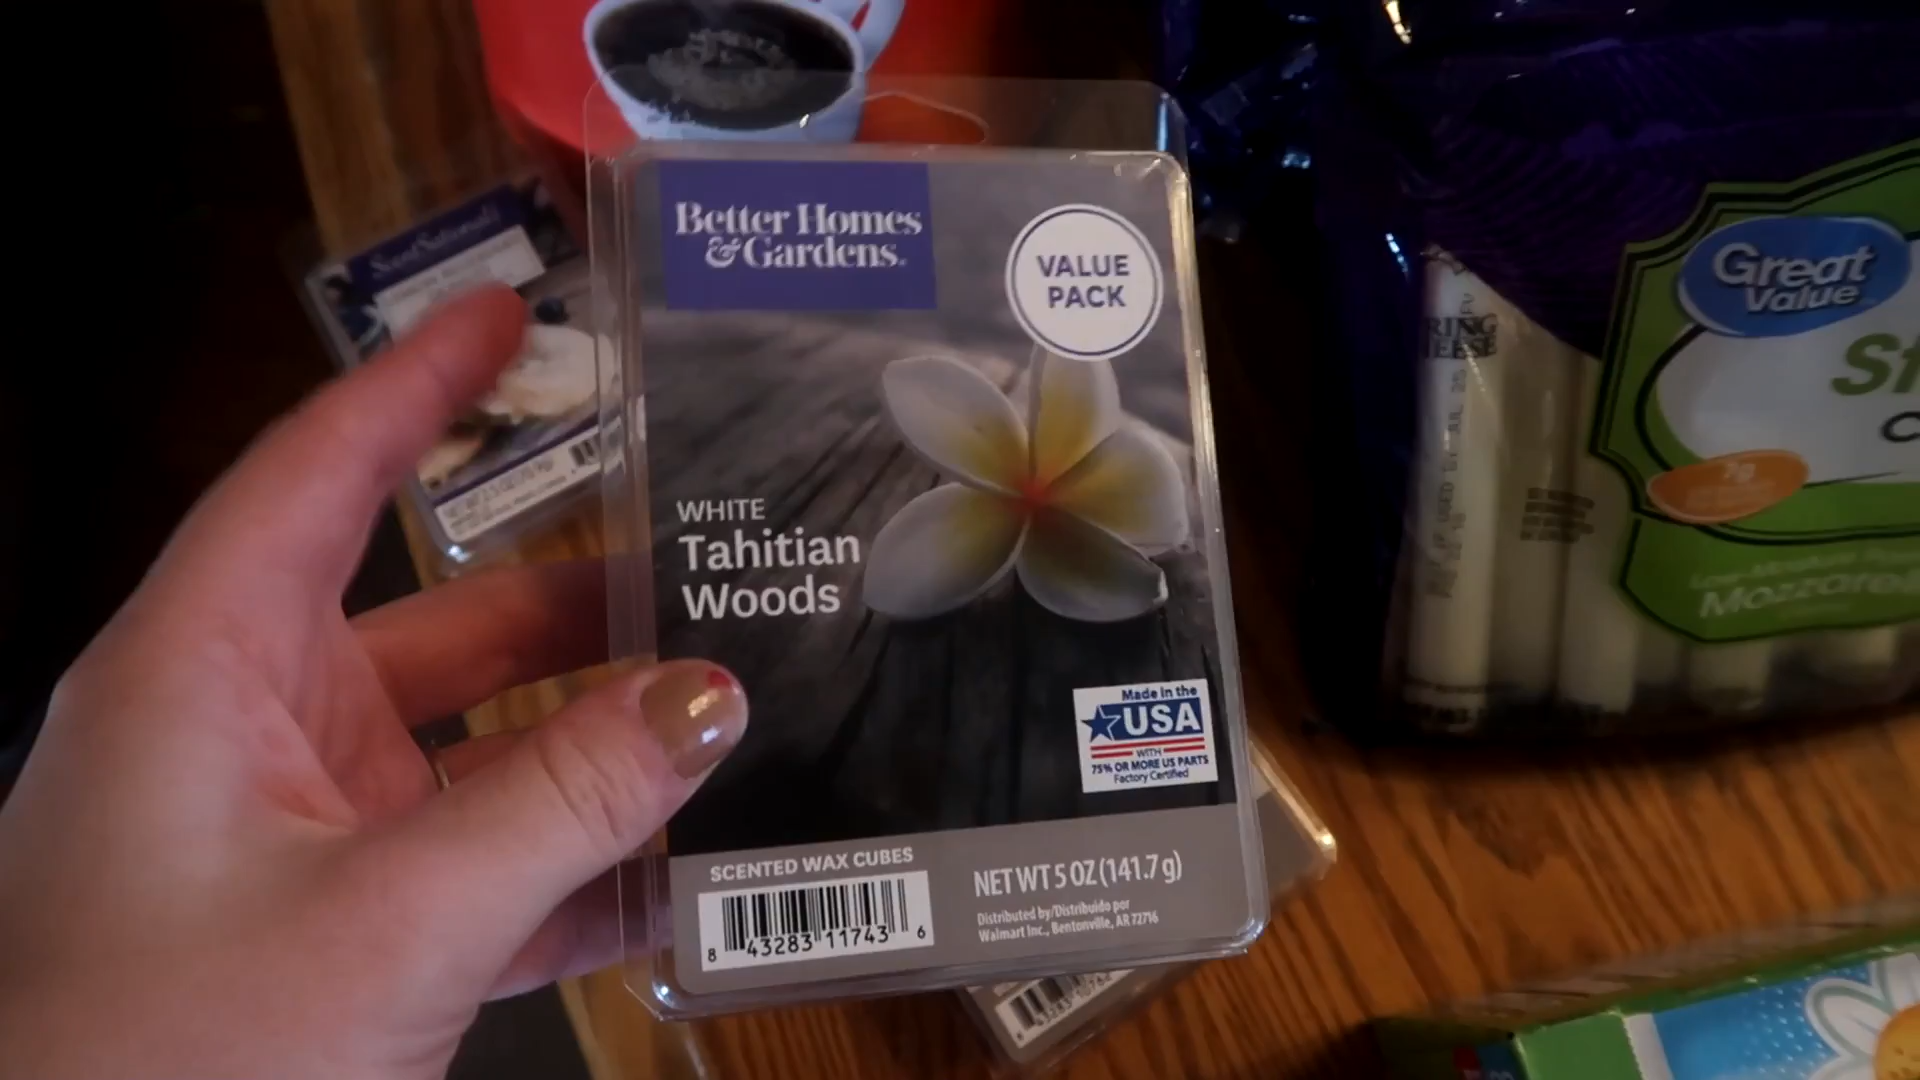 Better Homes
& Gardens.
VALUE
PACK
WHITE
Tahitian
Woods
Made in the
USA
WITH
75% OR MORE US PARTS
Factory Certified
SCENTED WAX CUBES
8 43283 11743 6
NET WT 5 OZ (141.7 g)
Distributed by/Distribuido por
Walmart Inc., Bentonville, AR 72716
ScentSationals
Great
Value
Mozzarel